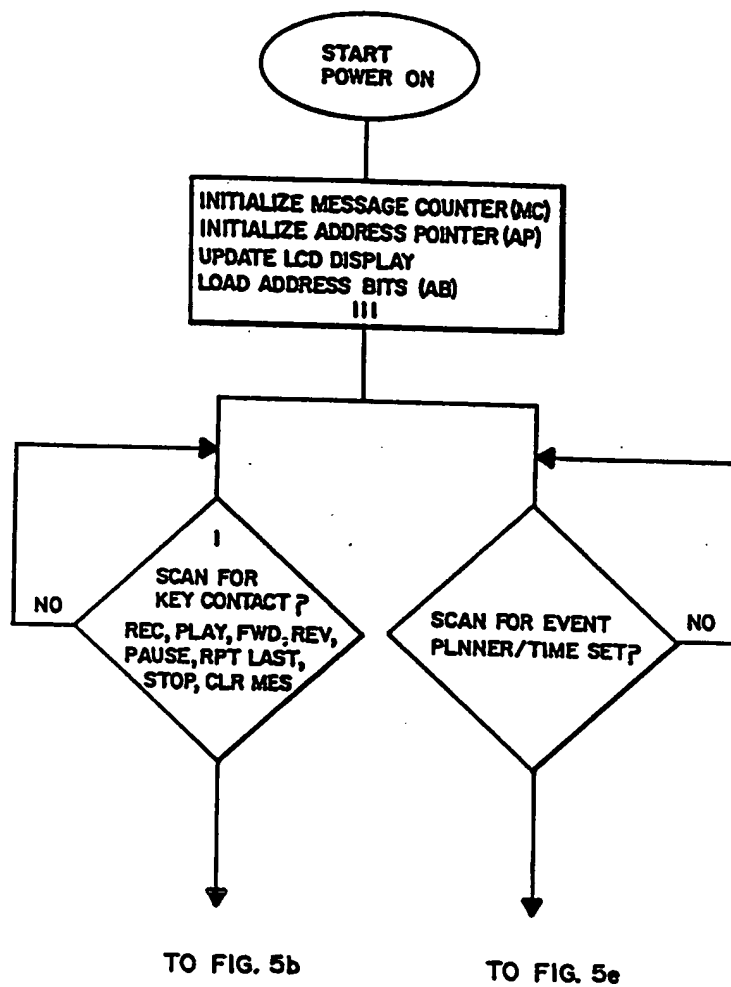 START
POWER ON
INITIALIZE MESSAGE COUNTER (MC)
INITIALIZE ADDRESS POINTER (AP)
UPDATE LCD DISPLAY
LOAD ADDRESS BITS (AB)
III
I
SCAN FOR
KEY CONTACT?
REC, PLAY, FWD, REV,
PAUSE, RPT LAST,
STOP, CLR MES
NO
SCAN FOR EVENT
PLNNER/TIME SET?
NO
TO FIG. 5b
TO FIG. 5e